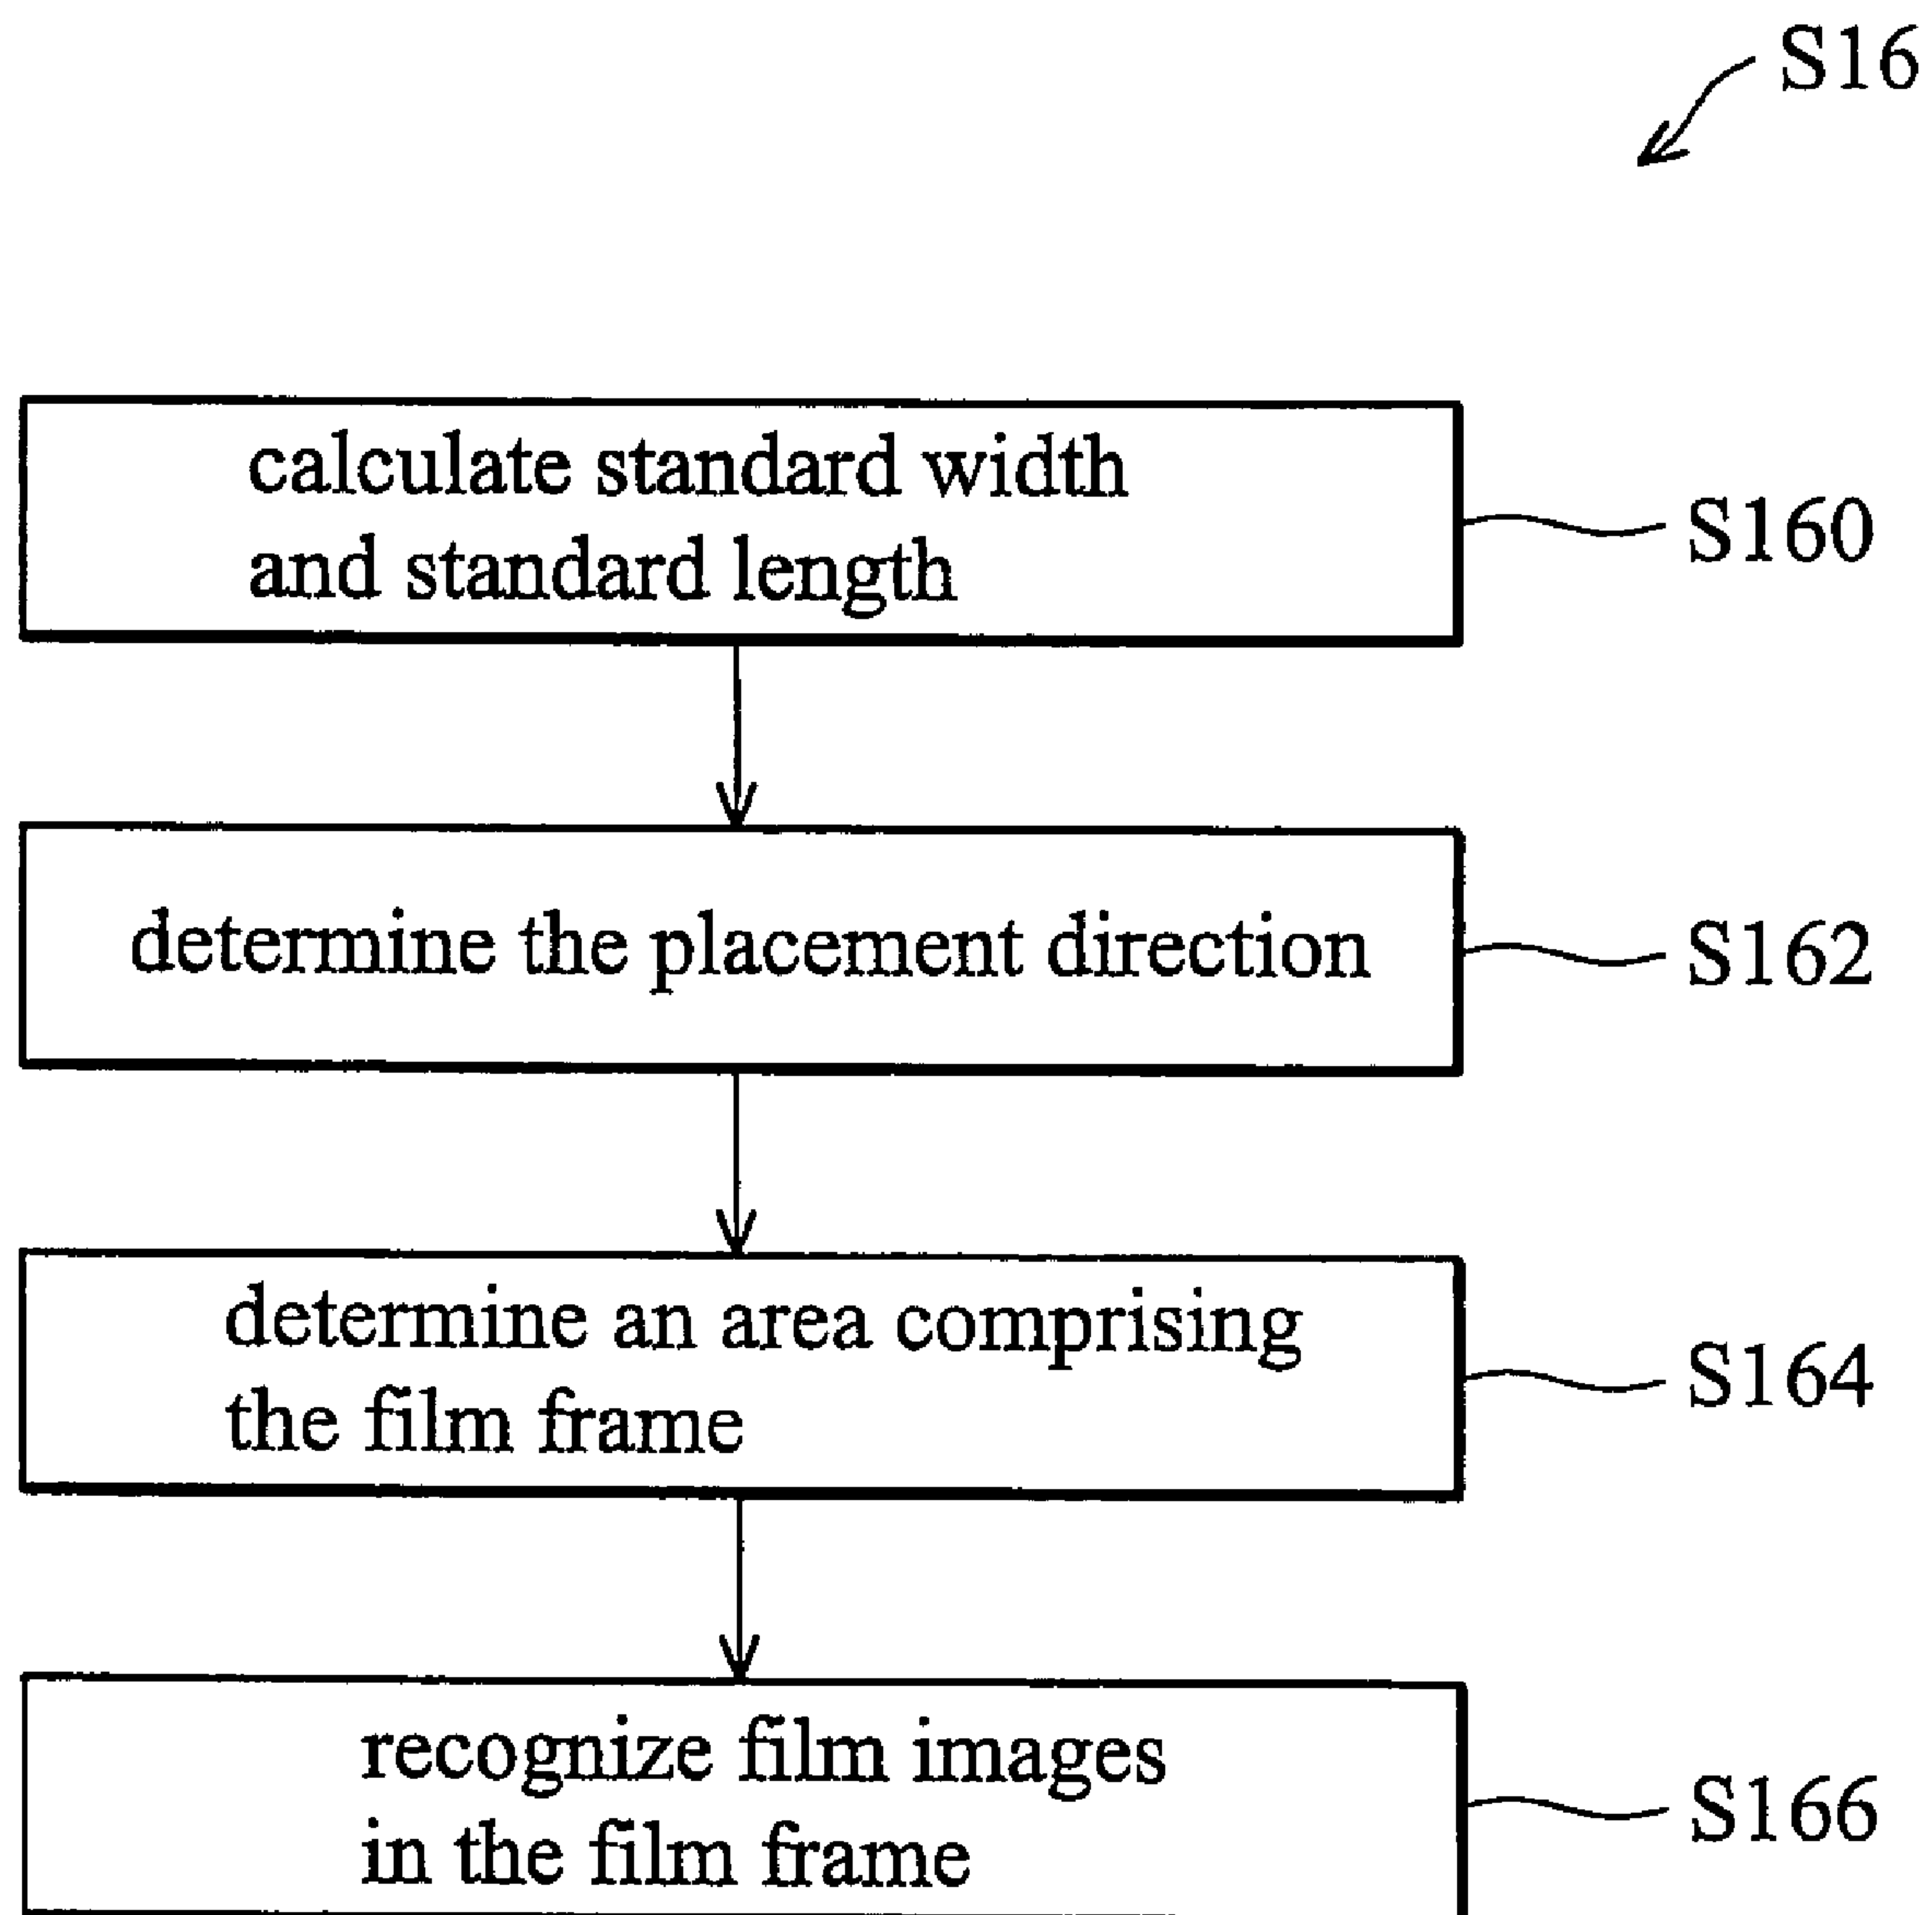 S16
calculate standard width
and standard length
S160
determine the placement direction
S162
determine an area comprising
the film frame
S164
recognize film images
in the film frame
S166